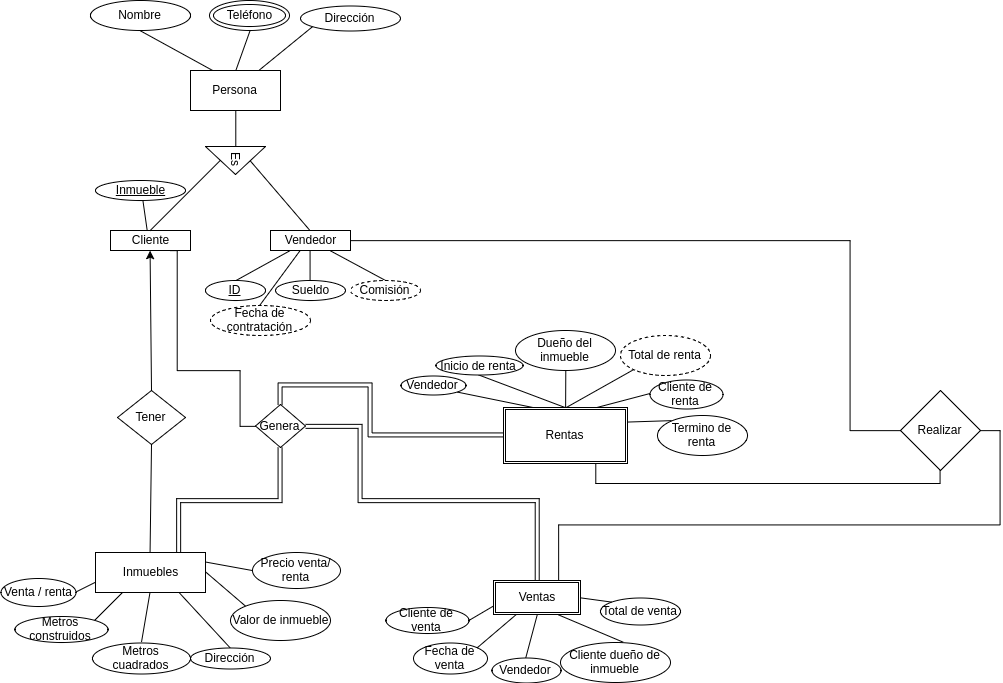 Nombre
Teléfono
Dirección
Persona
Es
Inmueble
Cliente
Vendedor
ID
Sueldo
Comisión
Fecha de
contratación
Dueño del
inmueble
Total de renta
Inicio de renta
Vendedor
Cliente de
renta
Tener
Genera
Rentas
Termino de
renta
Realizar
Inmuebles
Precio venta/
renta
Venta / renta
Ventas
Metros
construidos
Valor de inmueble
Cliente de
venta
Total de venta
Metros
cuadrados
Dirección
Fecha de
venta
Vendedor
Cliente dueño de
inmueble